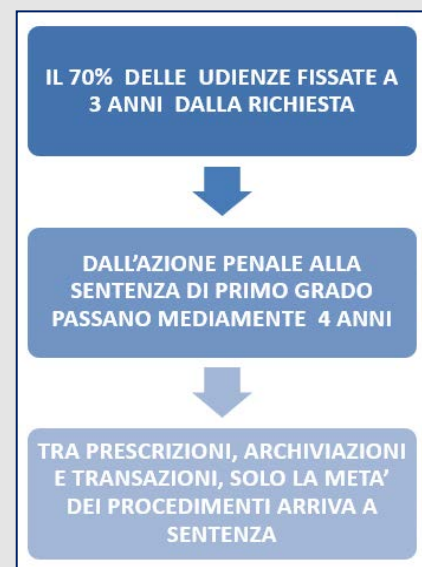 IL 70% DELLE UDIENZE FISSATE A
3 ANNI DALLA RICHIESTA
DALL'AZIONE PENALE ALLA
SENTENZA DI PRIMO GRADO
PASSANO MEDIAMENTE 4 ANNI
TRA PRESCRIZIONI, ARCHIVIAZIONI
E TRANSAZIONI, SOLO LA META'
DEI PROCEDIMENTI ARRIVA A
SENTENZA